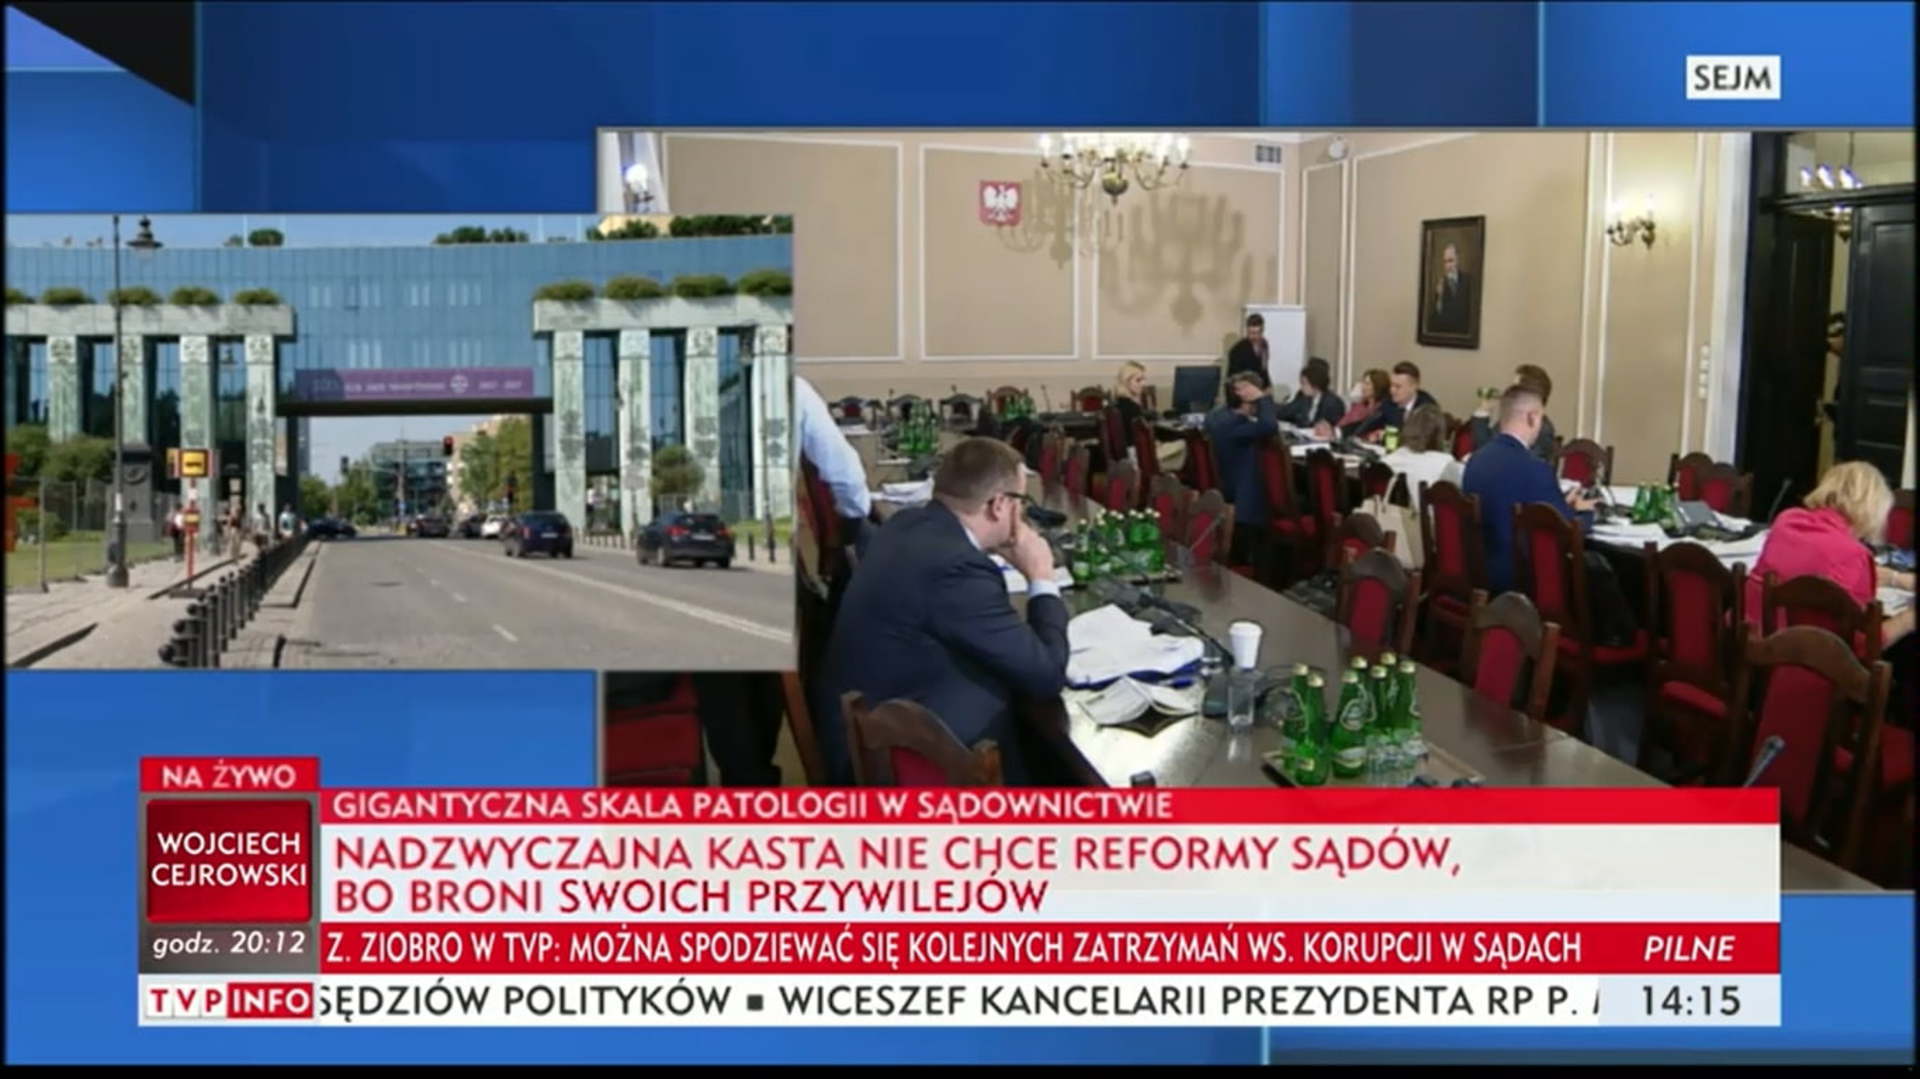 SEJM
NA ŻYWO
WOJCIECH
CEJROWSKI
godz. 20:12
GIGANTYCZNA SKALA PATOLOGII W SĄDOWNICTWIE
NADZWYCZAJNA KASTA NIE CHCE REFORMY SĄDÓW,
BO BRONI SWOICH PRZYWILEJÓW
Z. ZIOBRO W TVP: MOŻNA SPODZIEWAĆ SIĘ KOLEJNYCH ZATRZYMAŃ WS. KORUPCJI W SĄDACH PILNE
TVP INFO SĘDZIÓW POLITYKÓW ▪ WICESZEF KANCELARII PREZYDENTA RP P. 14:15